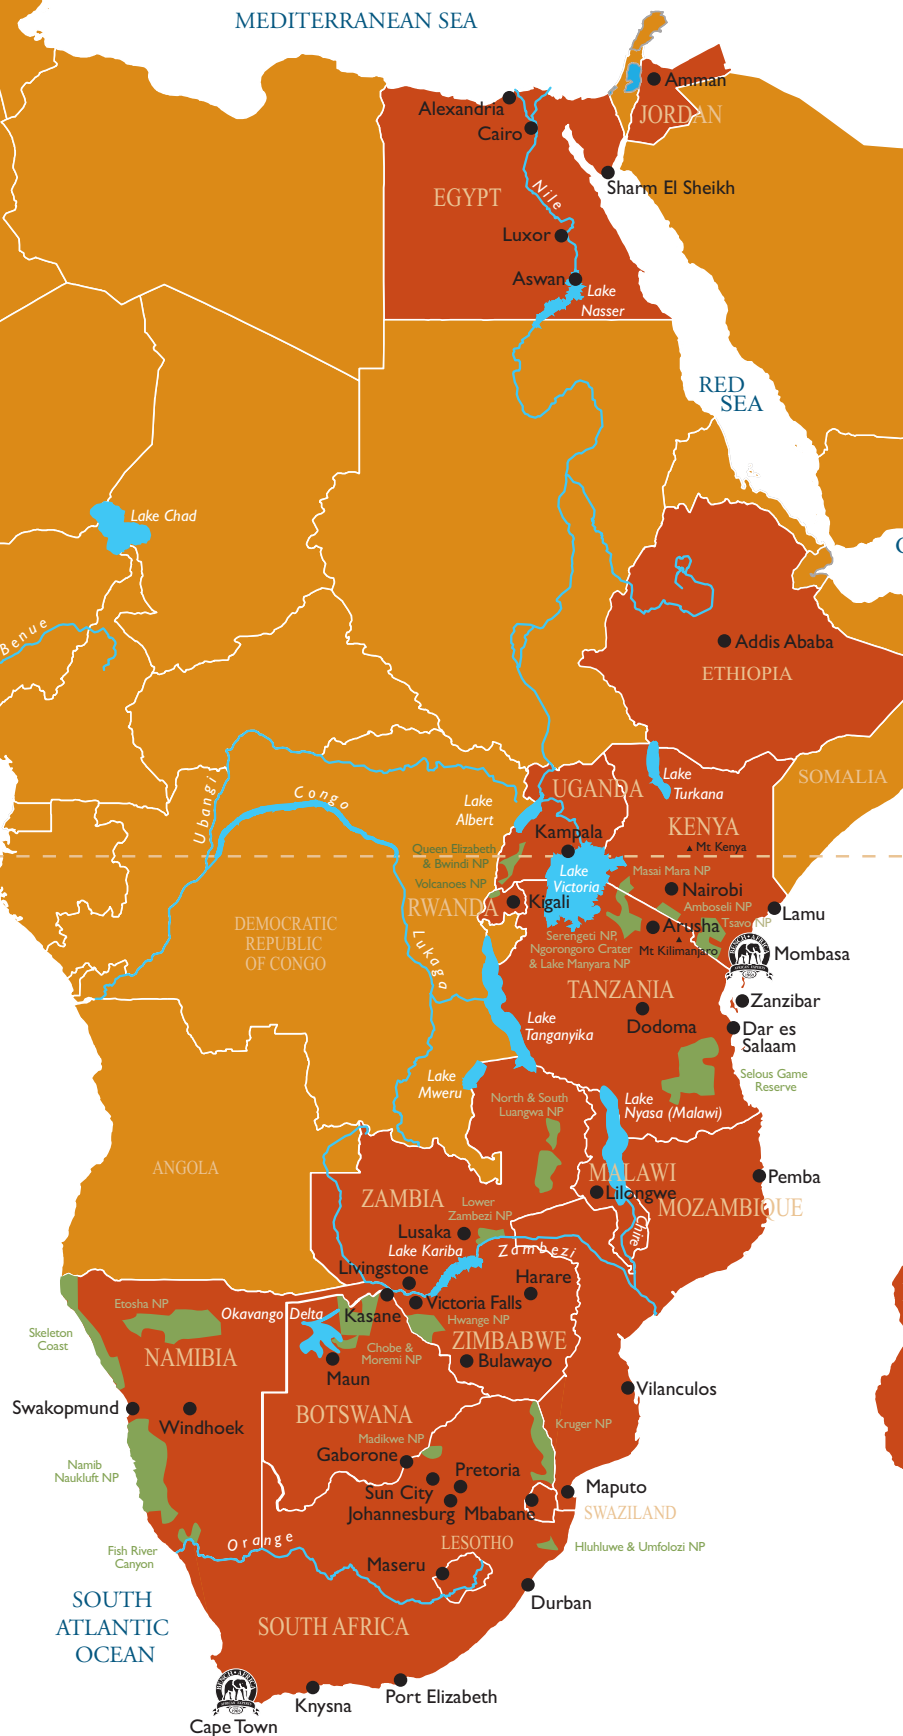 MEDITERRANEAN SEA
Amman
JORDAN
Alexandria
Cairo
Sharm El Sheikh
EGYPT
Nile
Luxor
Aswan
Lake
Nasser
RED
SEA
Lake Chad
Benue
Addis Ababa
ETHIOPIA
SOMALIA
Lake
Turkana
UGANDA
Ubangi
Congo
Lake
Albert
Kampala
KENYA
Mt Kenya
Queen Elizabeth
& Bwindi NP
Volcanoes NP
Lake
Victoria
Masai Mara NP
Nairobi
RWANDA
Kigali
Amboseli NP
Lamu
Tsavo NP
Arusha
Mt Kilimanjaro
BENCH AFRICA
Mombasa
DEMOCRATIC
REPUBLIC
OF CONGO
Lukaga
Serengeti NP,
Ngorongoro Crater
& Lake Manyara NP
TANZANIA
Zanzibar
Dodoma
Dar es
Salaam
Lake
Tanganyika
Selous Game
Reserve
Lake
Mweru
North & South
Luangwa NP
Lake
Nyasa (Malawi)
ANGOLA
MALAWI
Pemba
Lilongwe
MOZAMBIQUE
ZAMBIA
Lower
Zambezi NP
Lusaka
Chire
Lake Kariba
Zambezi
Livingstone
Harare
Etosha NP
Okavango Delta
Kasane
Victoria Falls
Hwange NP
Skeleton
Coast
NAMIBIA
Chobe &
Moremi NP
ZIMBABWE
Bulawayo
Maun
Vilanculos
Swakopmund
Windhoek
BOTSWANA
Kruger NP
Madikwe NP
Gaborone
Namib
Naukluft NP
Pretoria
Sun City
Maputo
Johannesburg
Mbabane
SWAZILAND
Orange
LESOTHO
Hluhluwe & Umfolozi NP
Fish River
Canyon
Maseru
SOUTH
ATLANTIC
OCEAN
Durban
SOUTH AFRICA
BENCH AFRICA
Knysna
Port Elizabeth
Cape Town